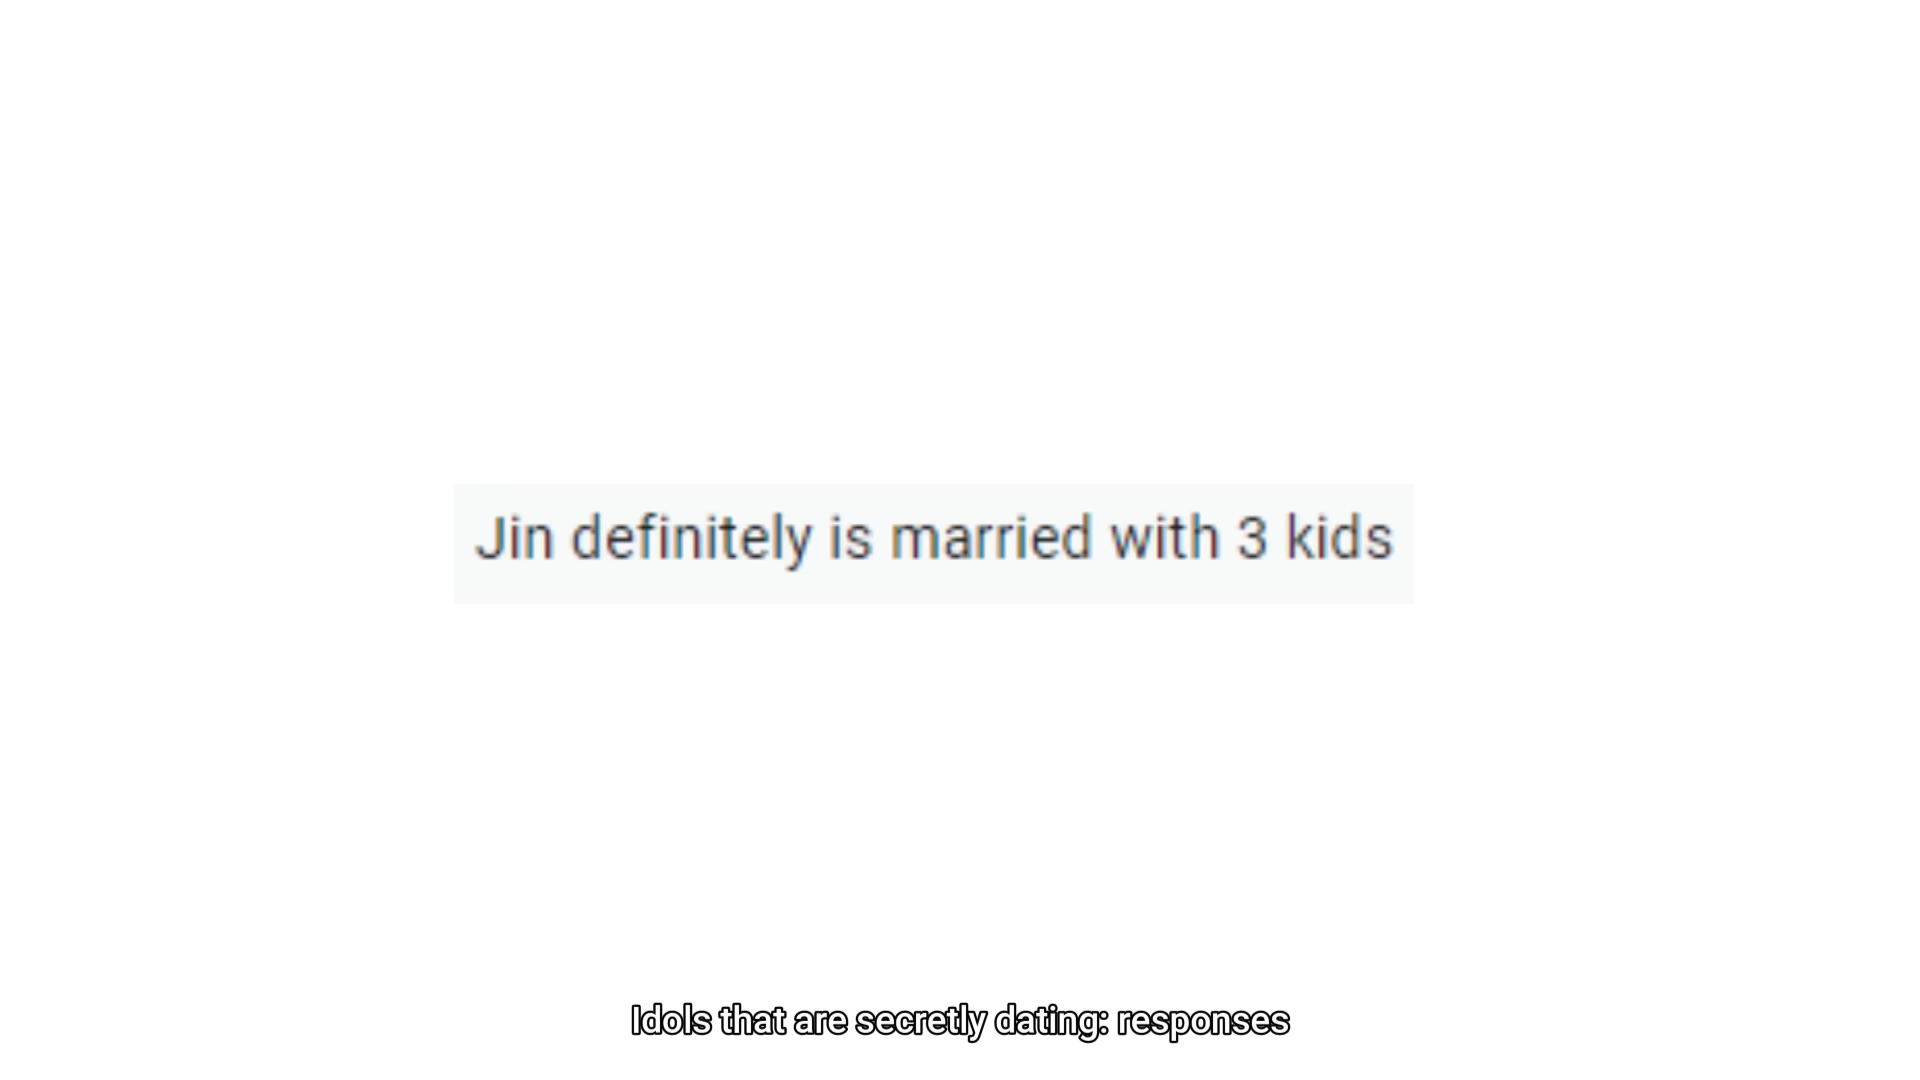 Jin definitely is married with 3 kids
Idols that are secretly dating: responses